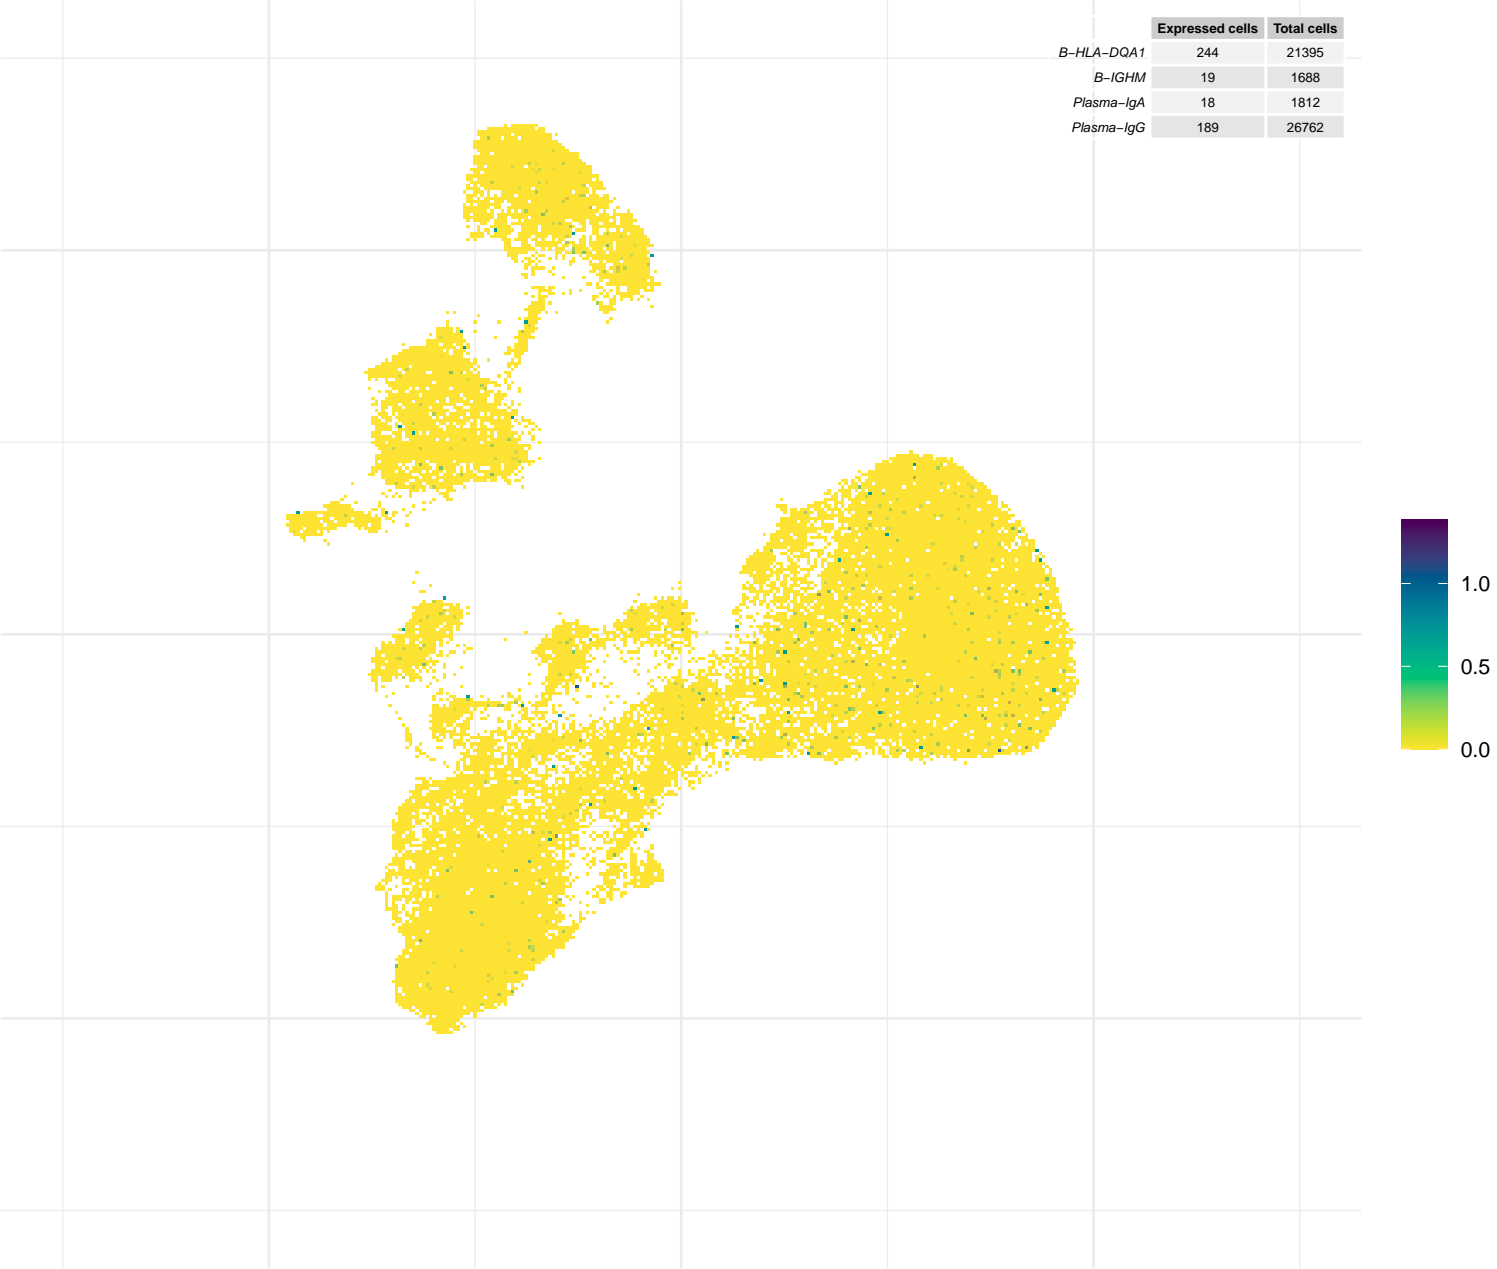 Expressed cells Total cells
B−HLA−DQA1 244 21395
B−IGHM 19 1688
Plasma−IgA 18 1812
Plasma−IgG 189 26762
1.0
0.5
0.0